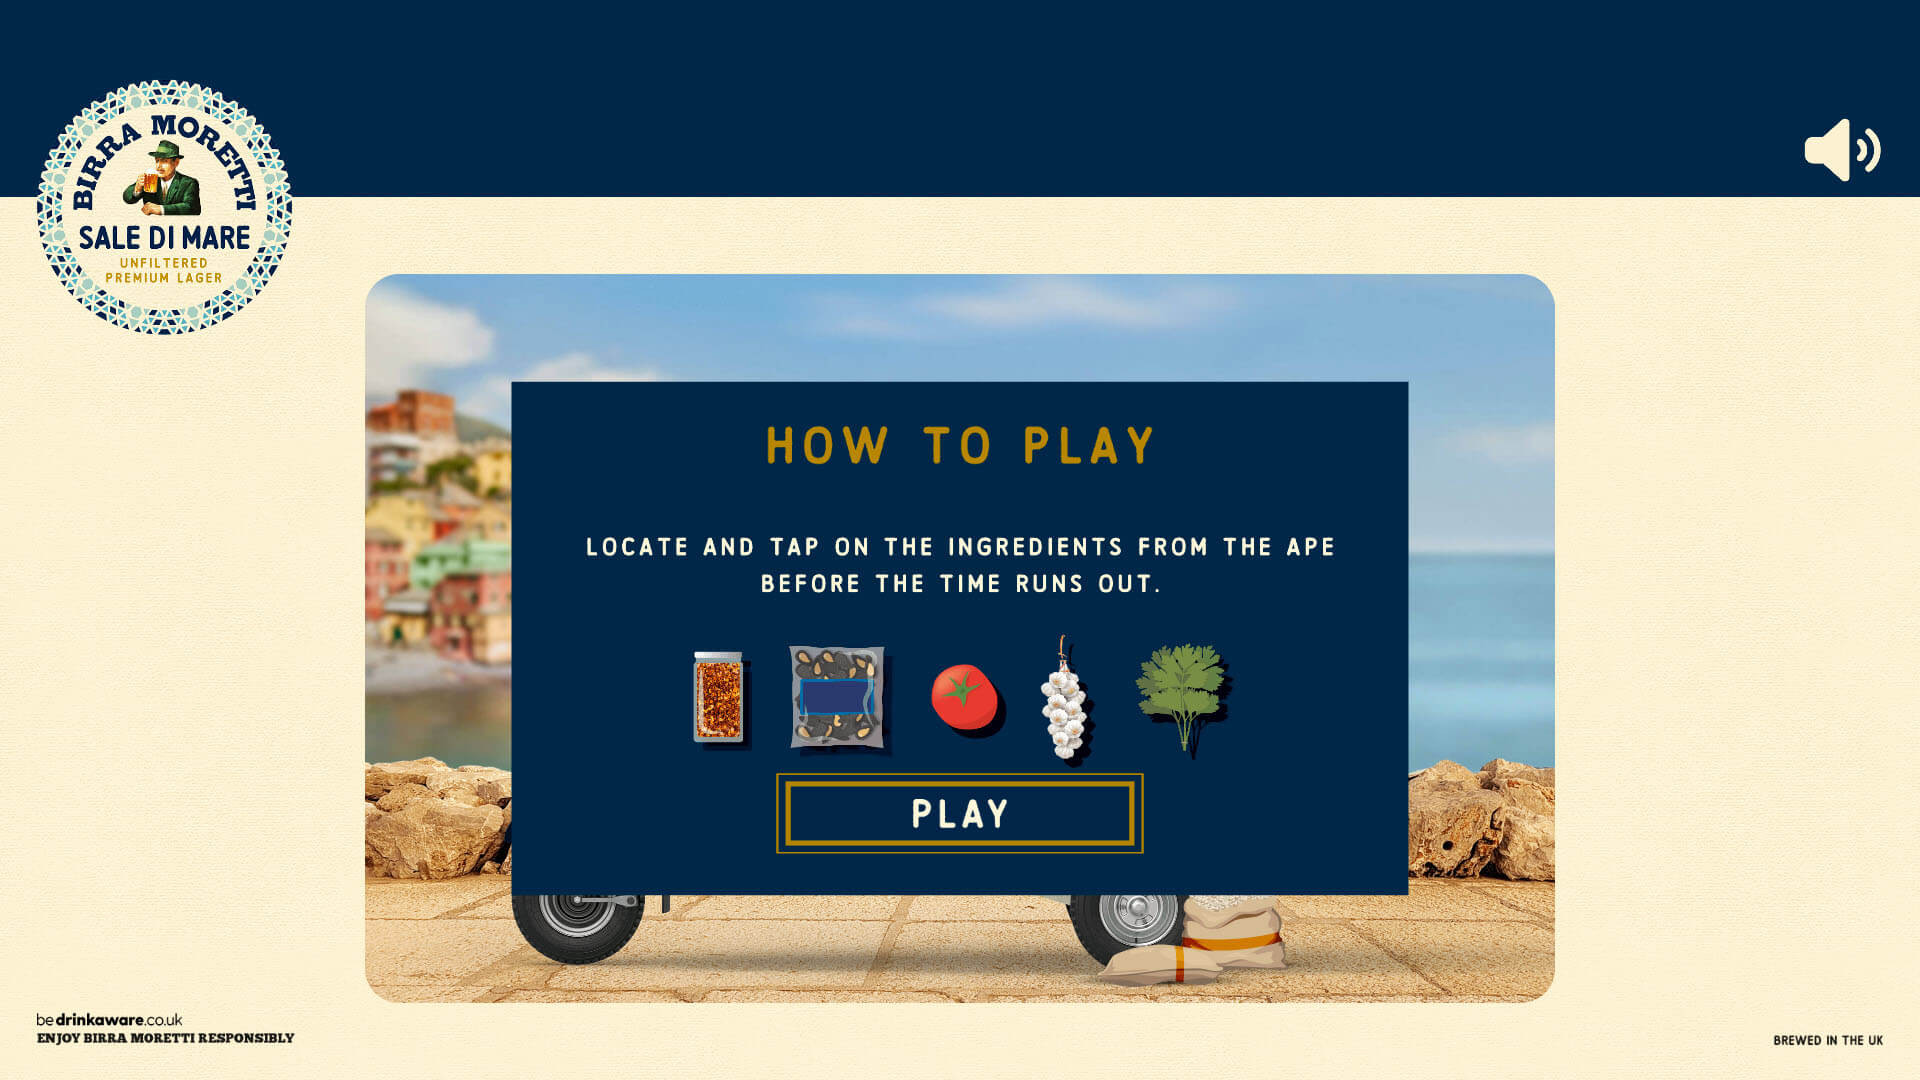 BIRRA MORETTI
SALE DI MARE
UNFILTERED
PREMIUM LAGER
HOW TO PLAY
LOCATE AND TAP ON THE INGREDIENTS FROM THE APE
BEFORE THE TIME RUNS OUT.
PLAY
bedrinkaware.co.uk
ENJOY BIRRA MORETTI RESPONSIBLY
BREWED IN THE UK